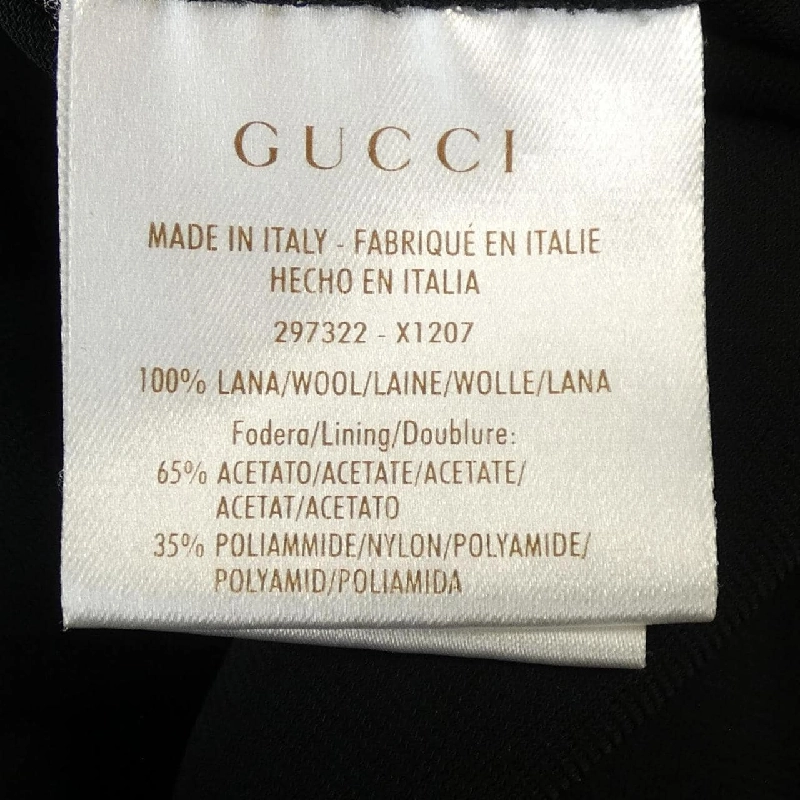 GUCCI
MADE IN ITALY - FABRIQUÉ EN ITALIE
HECHO EN ITALIA
297322 - X1207
100% LANA/WOOL/LAINE/WOLLE/LANA
Fodera/Lining/Doublure:
65% ACETATO/ACETATE/ACETATE/
ACETAT/ACETATO
35% POLIAMMIDE/NYLON/POLYAMIDE/
POLYAMID/POLIAMIDA